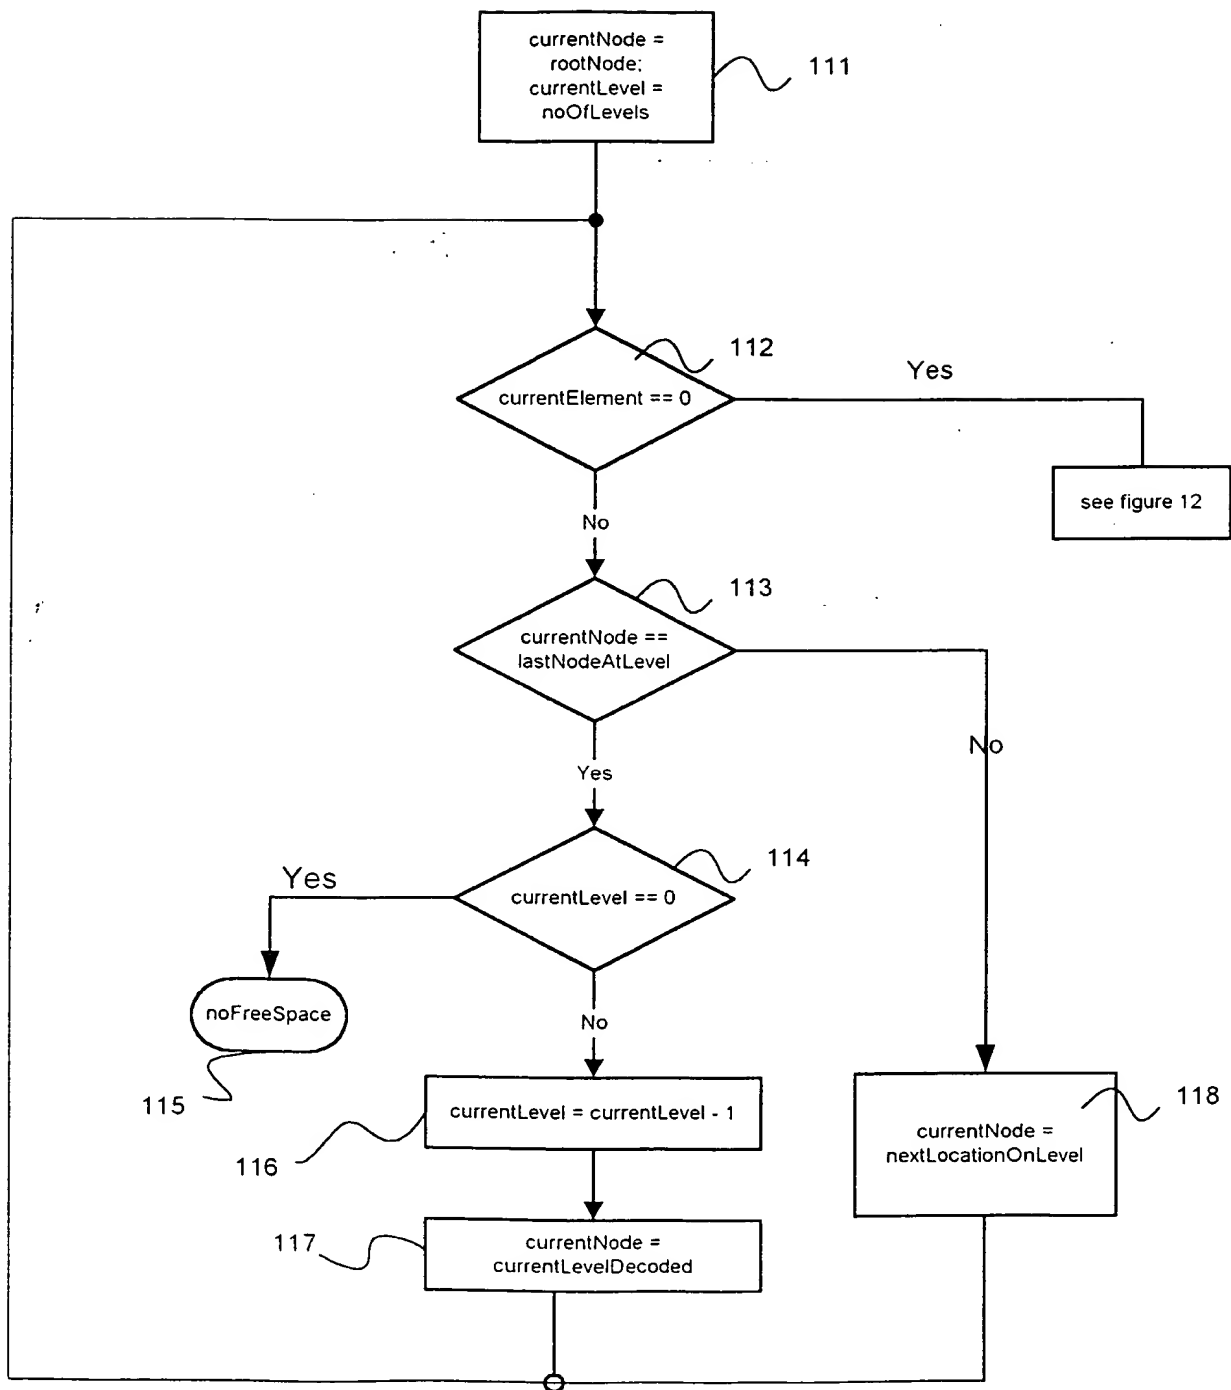 currentNode =
rootNode;
currentLevel =
noOfLevels
111
112
currentElement == 0
Yes
see figure 12
No
113
currentNode ==
lastNodeAtLevel
No
Yes
114
currentLevel == 0
Yes
noFreeSpace
115
No
currentLevel = currentLevel - 1
116
118
currentNode =
nextLocationOnLevel
117
currentNode =
currentLevelDecoded